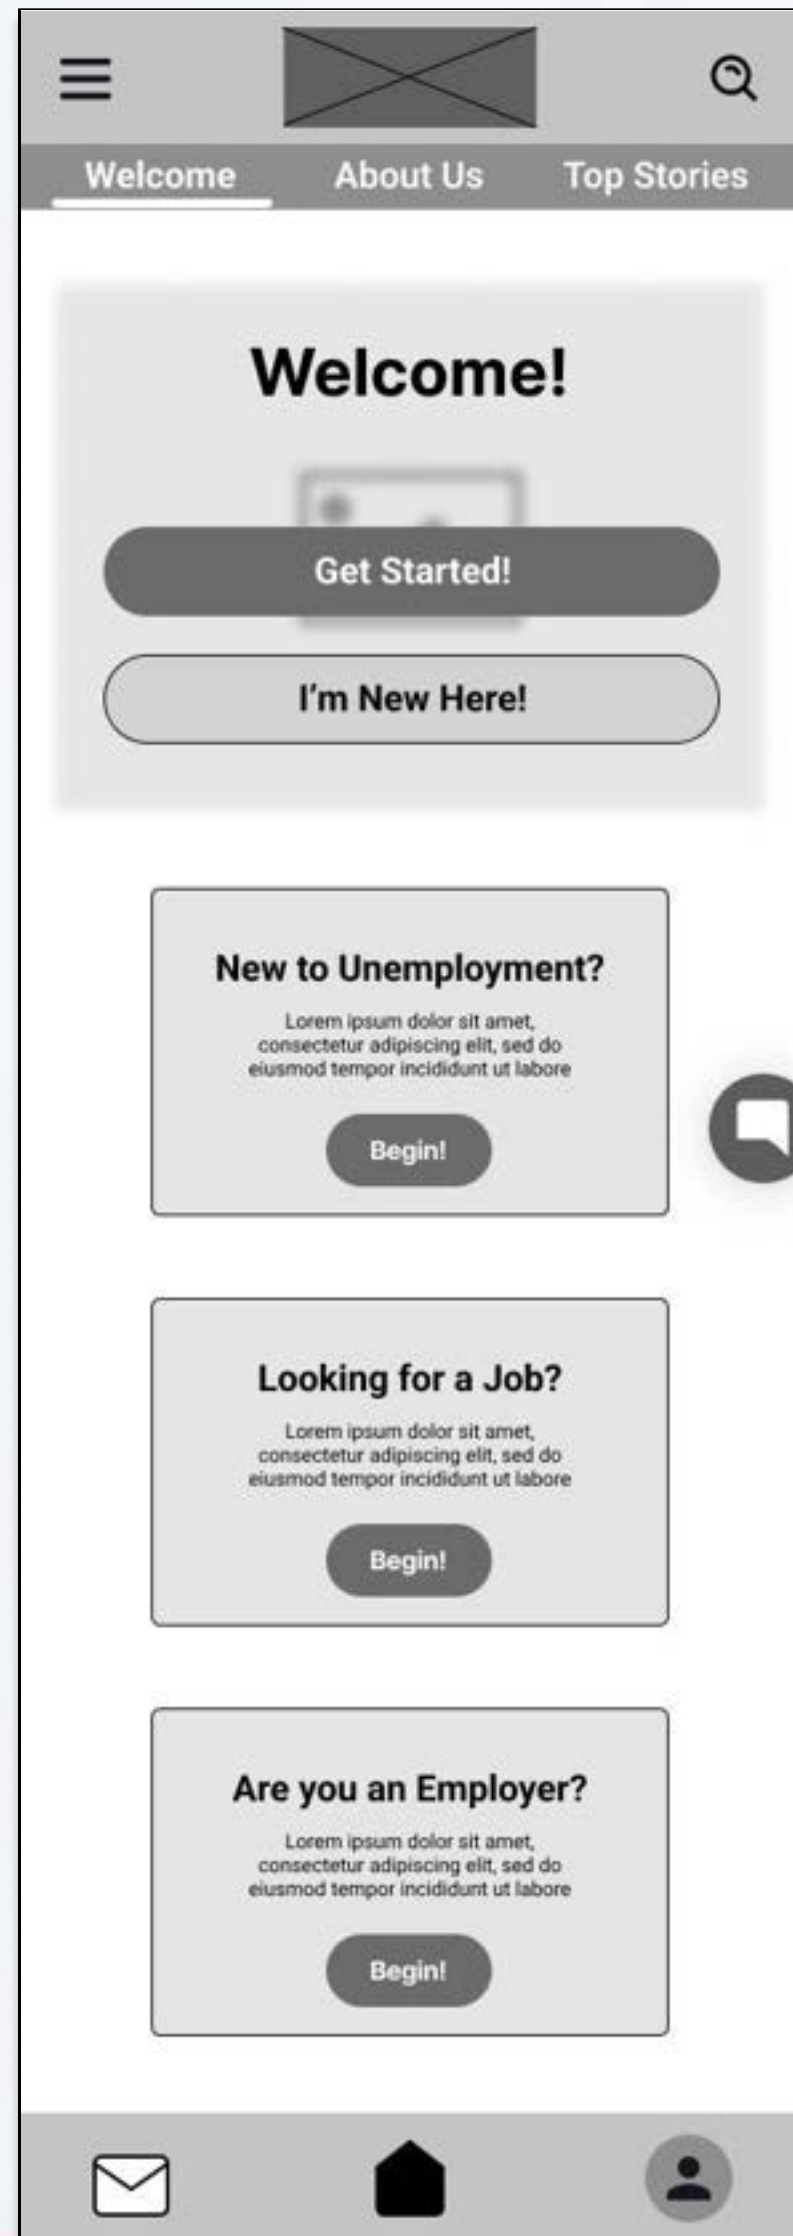 Welcome
About Us
Top Stories
Welcome!
Get Started!
I'm New Here!
New to Unemployment?
Lorem ipsum dolor sit amet,
consectetur adipiscing elit, sed do
eiusmod tempor incididunt ut labore
Begin!
Looking for a Job?
Lorem ipsum dolor sit amet,
consectetur adipiscing elit, sed do
eiusmod tempor incididunt ut labore
Begin!
Are you an Employer?
Lorem ipsum dolor sit amet,
consectetur adipiscing elit, sed do
eiusmod tempor incididunt ut labore
Begin!